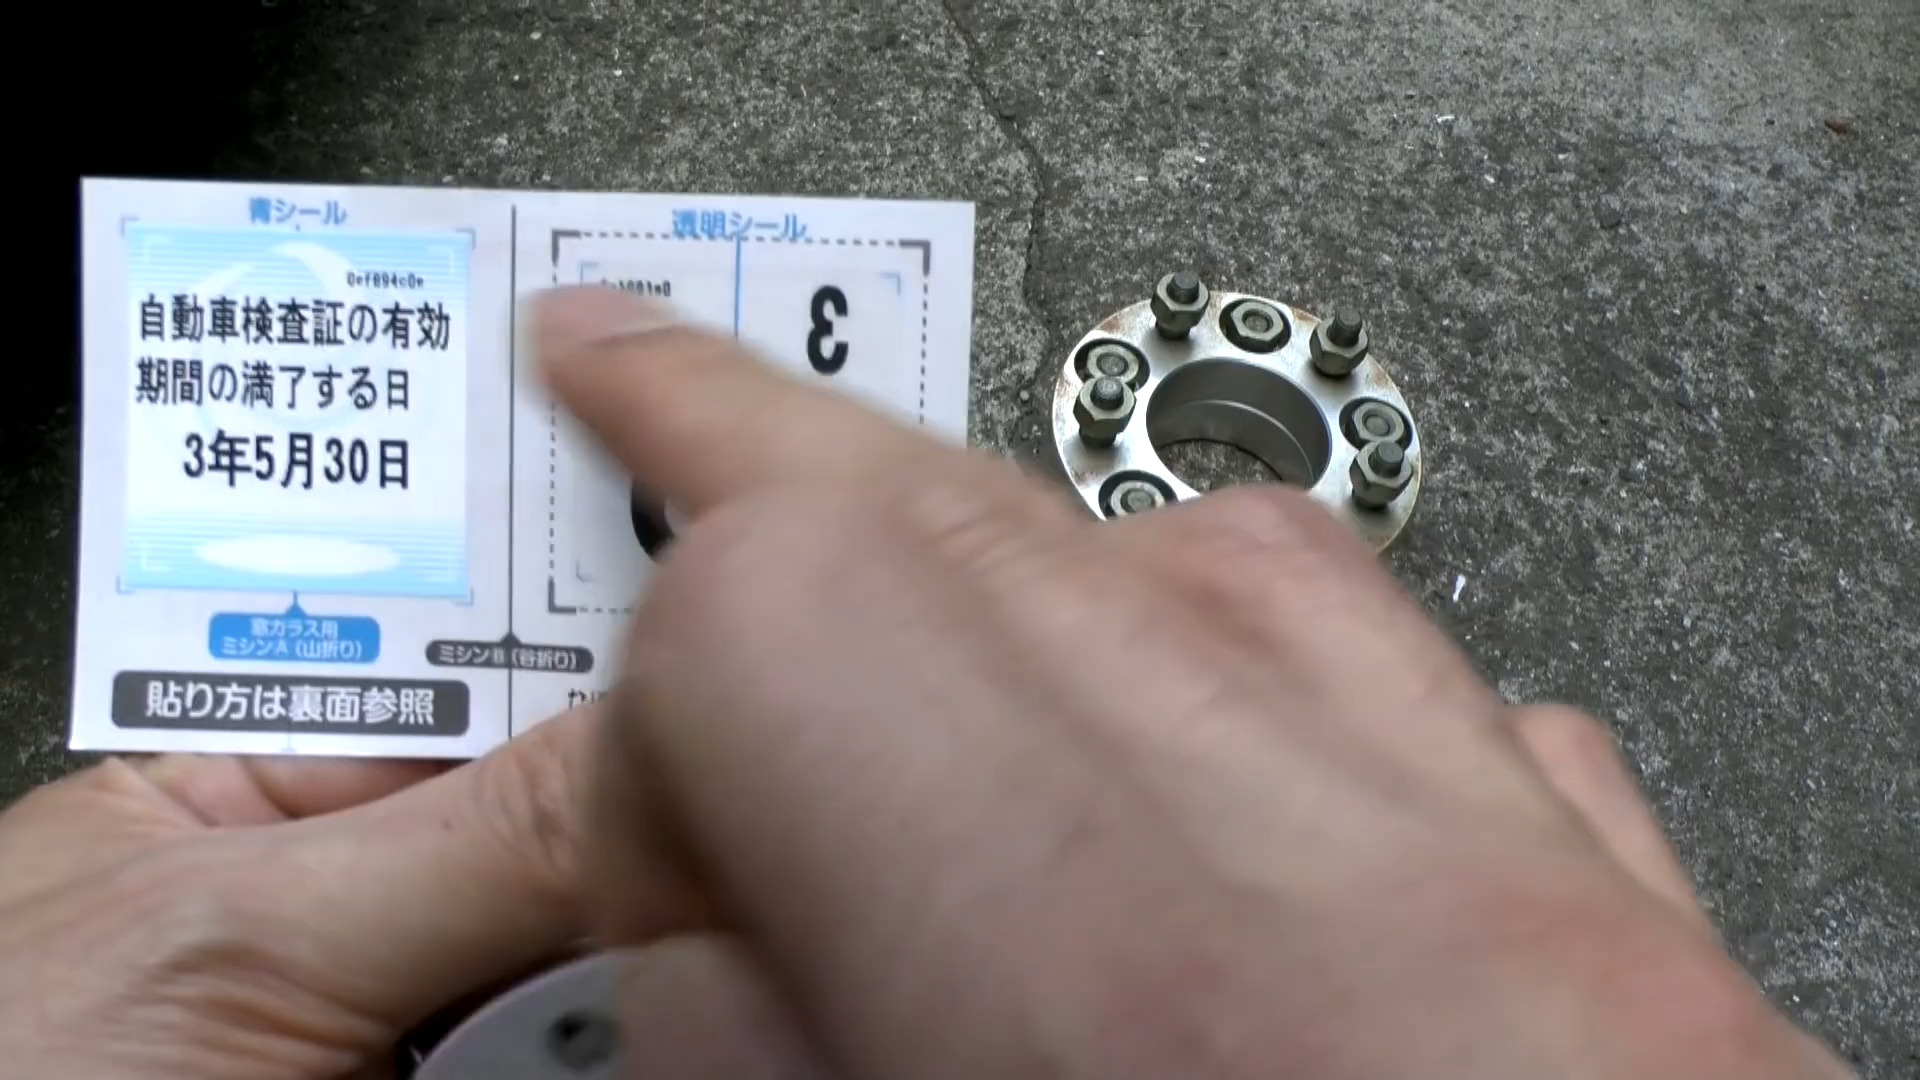 青シール
0ef094c0e
自動車検査証の有効
期間の満了する日
3年5月30日
窓ガラス用
ミシンA(山折り)
貼り方は裏面参照
透明シール
3
ミシンB(谷折り)